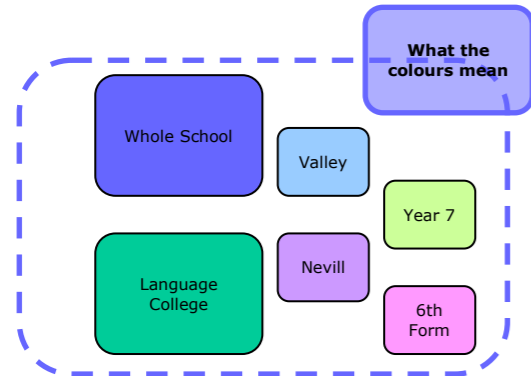 What the
colours mean
Whole School
Valley
Year 7
Language
College
Nevill
6th
Form